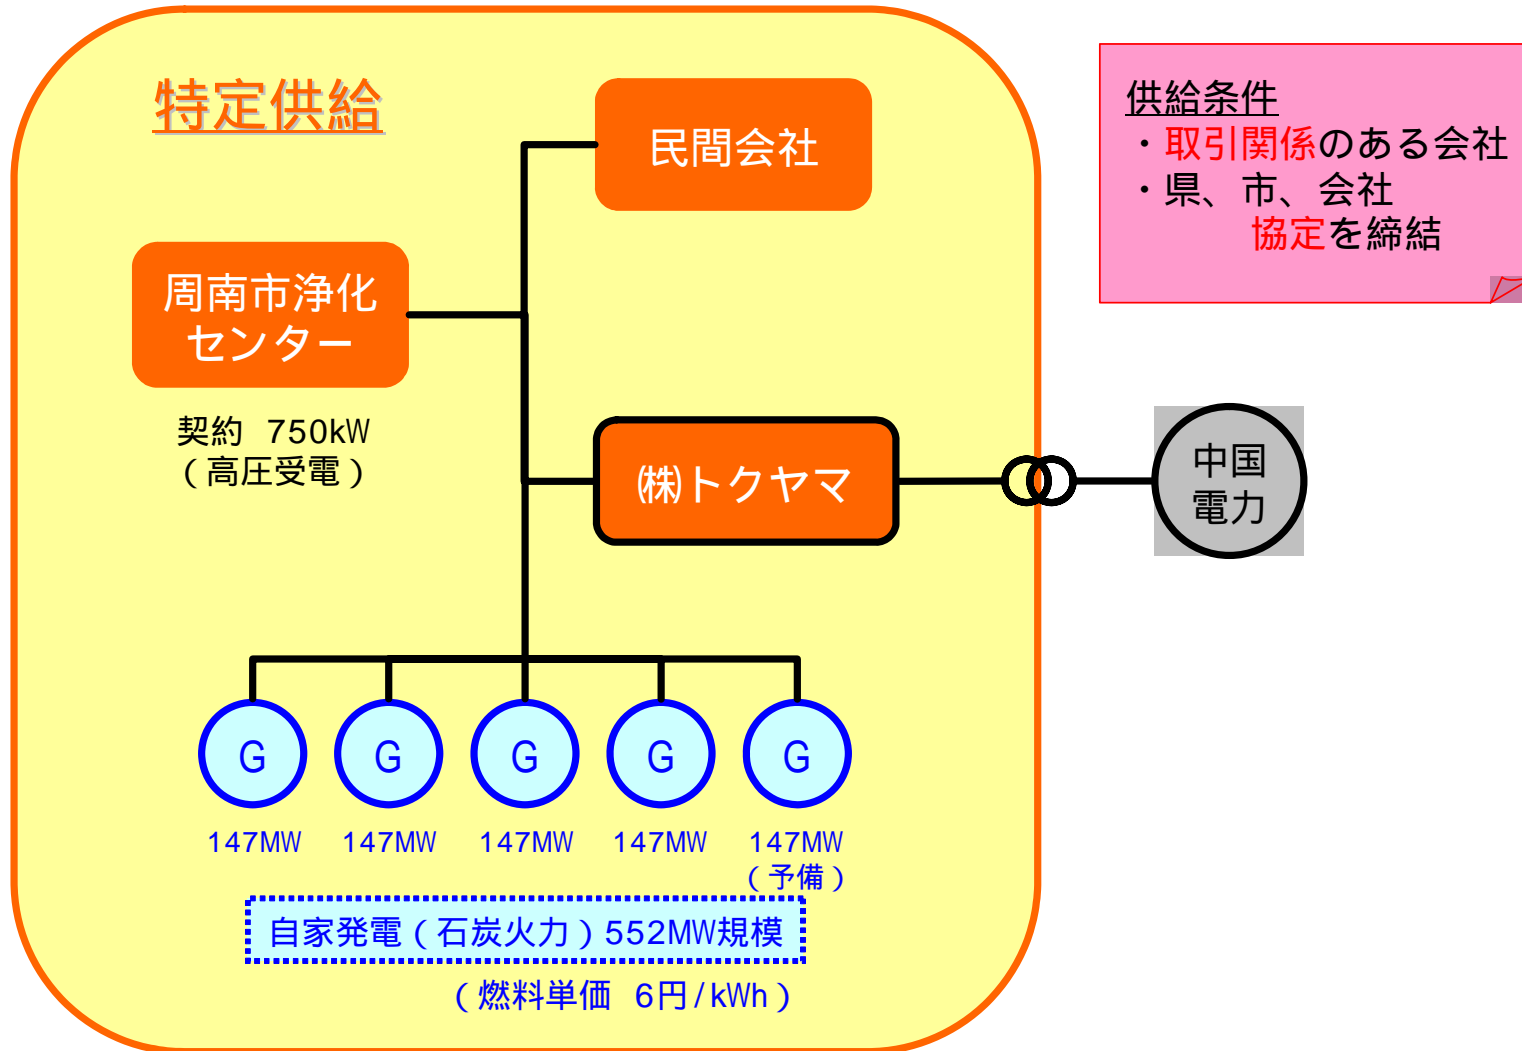 特定供給
民間会社
供給条件
・取引関係のある会社
・県、市、会社
協定を締結
周南市浄化
センター
契約 750kW
（高圧受電）
㈱トクヤマ
中国
電力
G G G G G
147MW 147MW 147MW 147MW 147MW
（予備）
自家発電（石炭火力）552MW規模
（燃料単価 6円/kWh）